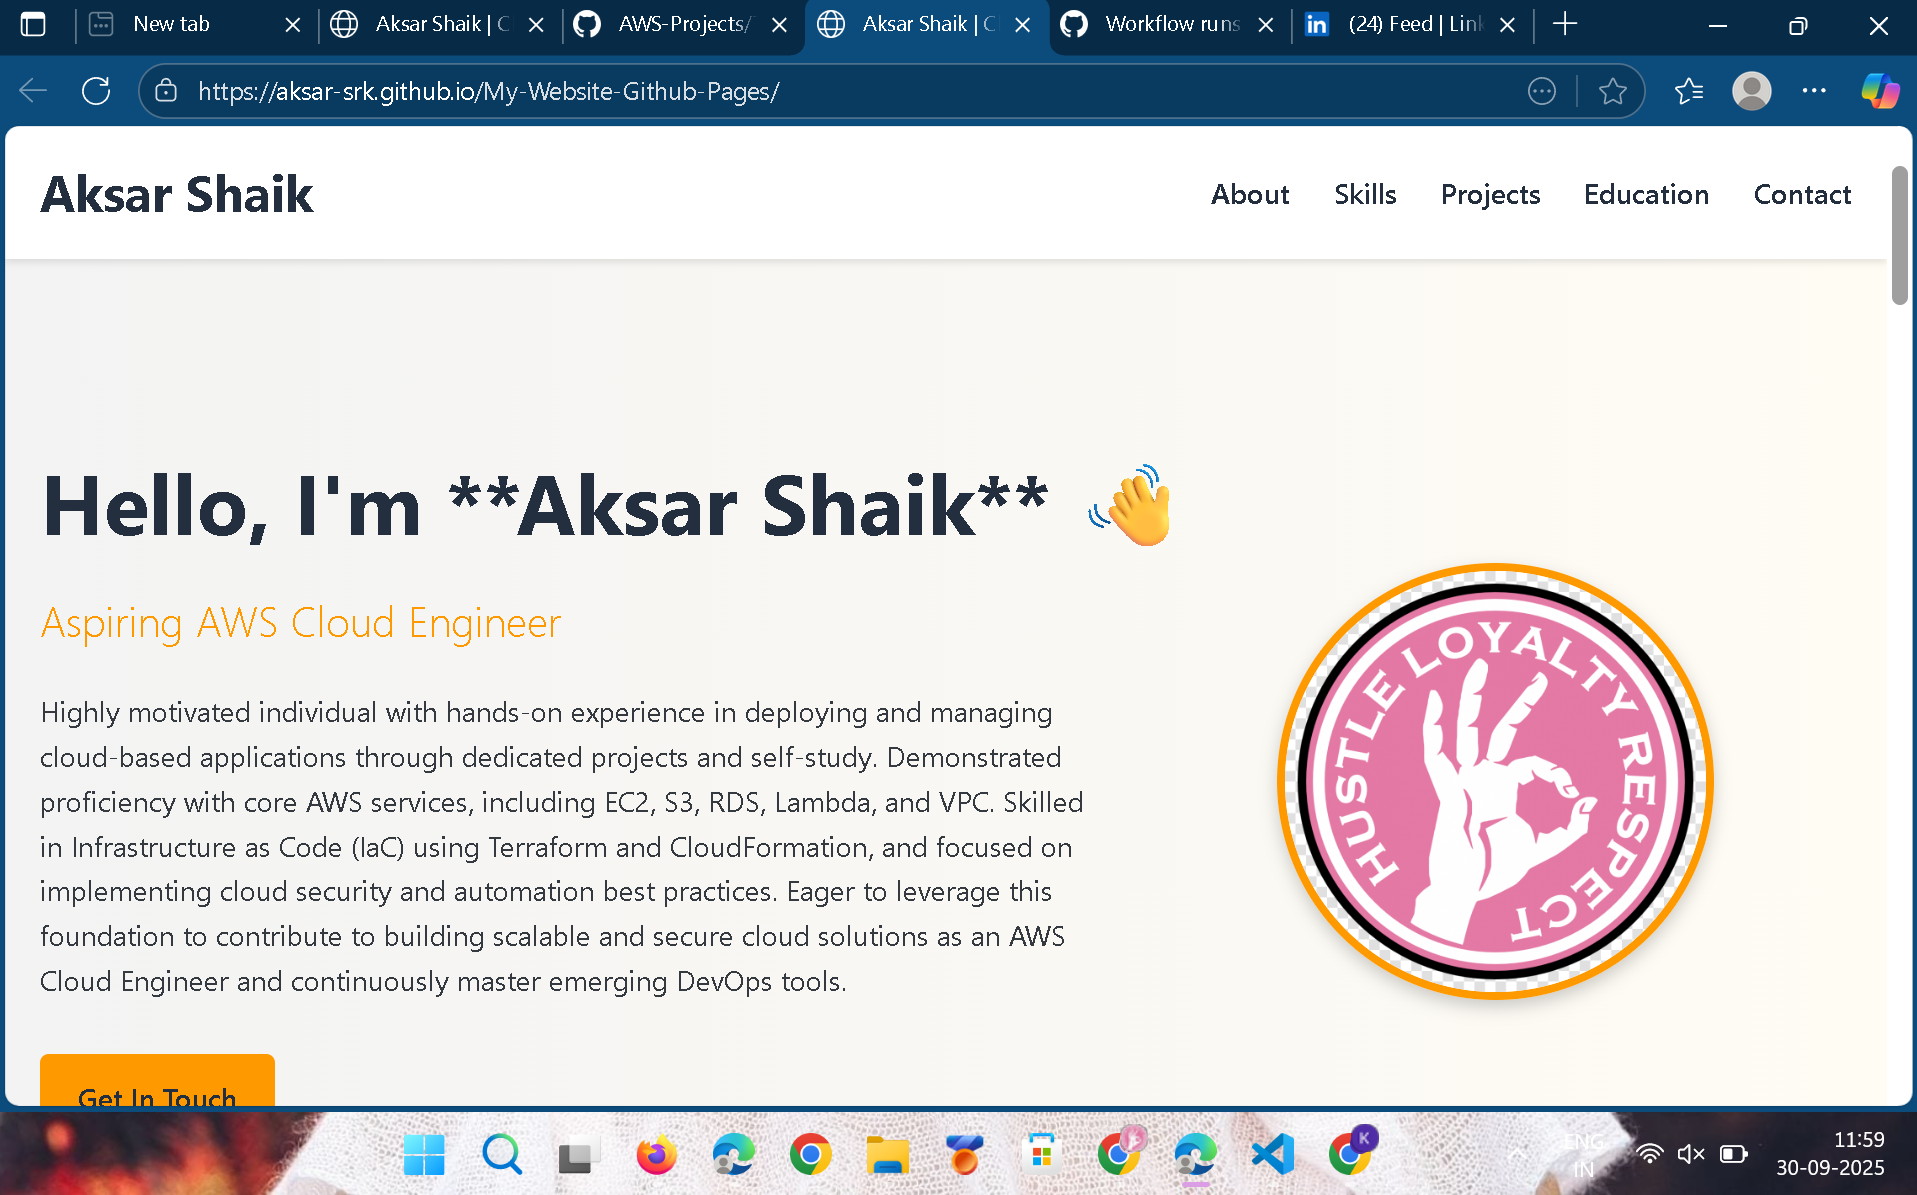 New tab
Aksar Shaik | C
AWS-Projects/
Aksar Shaik | C
Workflow runs
(24) Feed | Link
https://aksar-srk.github.io/My-Website-Github-Pages/
Aksar Shaik
About
Skills
Projects
Education
Contact
Hello, I'm **Aksar Shaik** 👋
Aspiring AWS Cloud Engineer
Highly motivated individual with hands-on experience in deploying and managing
cloud-based applications through dedicated projects and self-study. Demonstrated
proficiency with core AWS services, including EC2, S3, RDS, Lambda, and VPC. Skilled
in Infrastructure as Code (IaC) using Terraform and CloudFormation, and focused on
implementing cloud security and automation best practices. Eager to leverage this
foundation to contribute to building scalable and secure cloud solutions as an AWS
Cloud Engineer and continuously master emerging DevOps tools.
HUSTLE LOYALTY RESPECT
Get In Touch
K
ENG
IN
11:59
30-09-2025